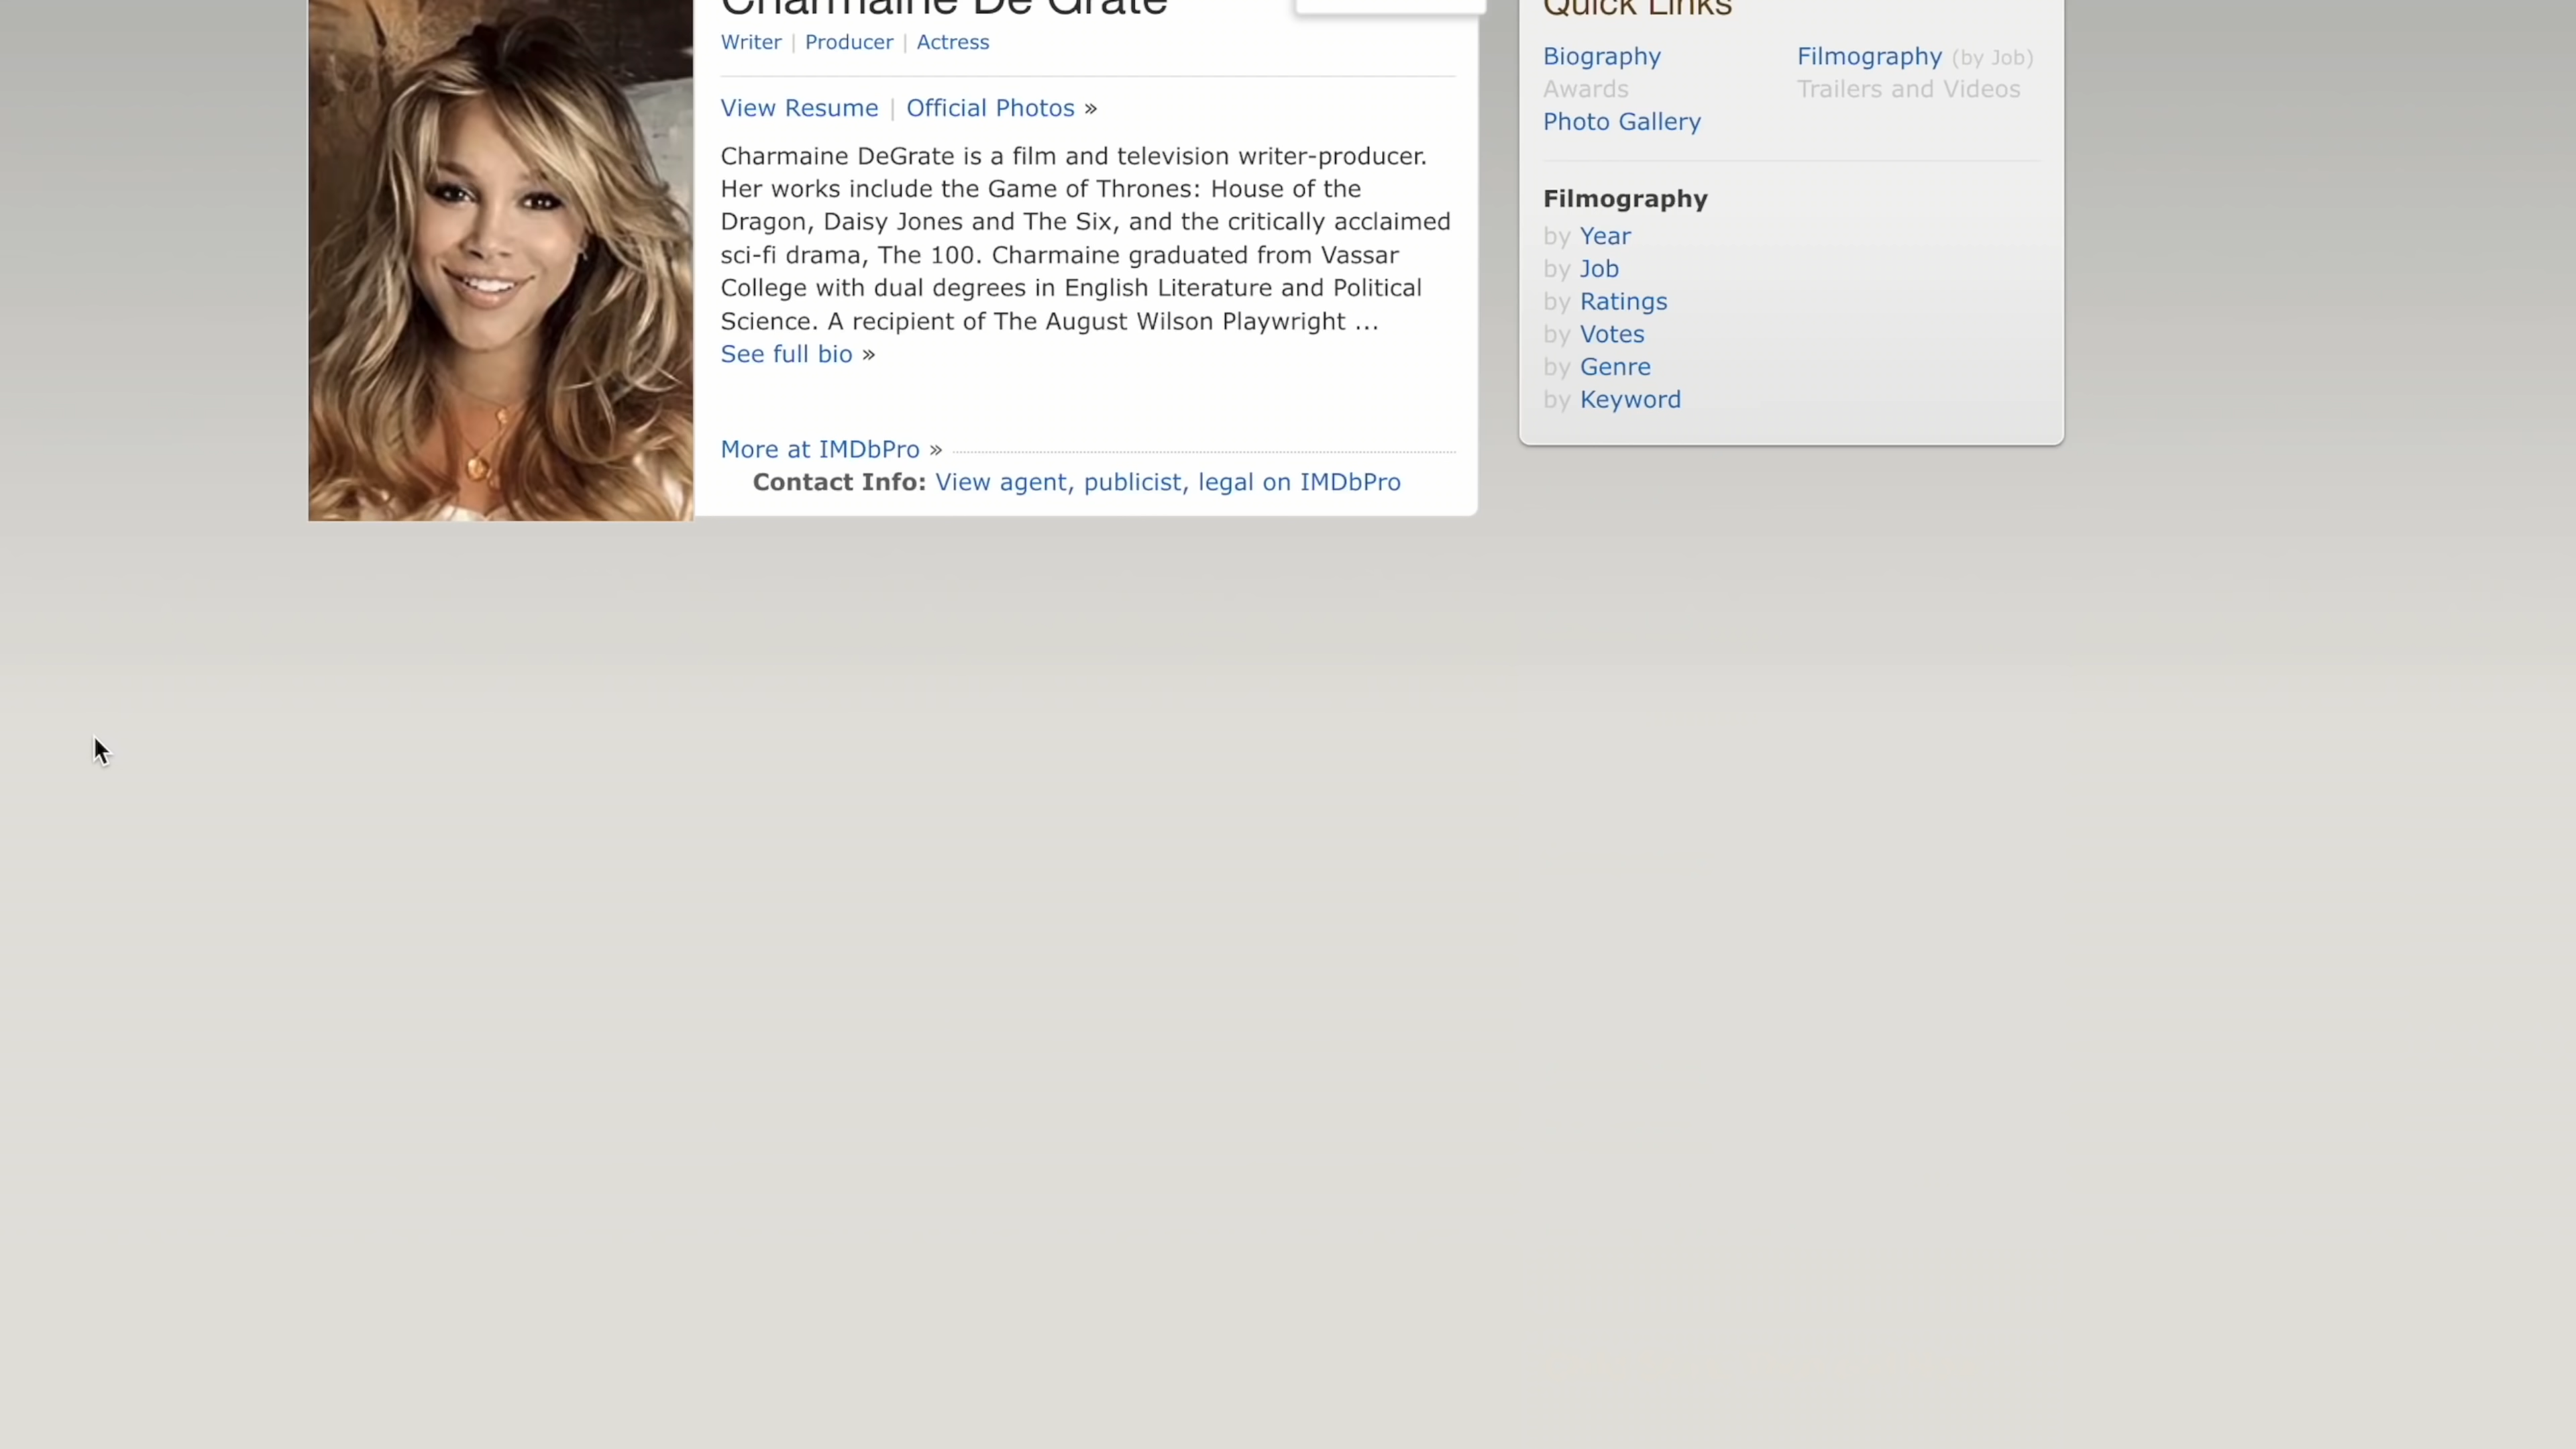 Charmaine De Grate
Writer | Producer | Actress
View Resume | Official Photos »
Charmaine DeGrate is a film and television writer-producer.
Her works include the Game of Thrones: House of the
Dragon, Daisy Jones and The Six, and the critically acclaimed
sci-fi drama, The 100. Charmaine graduated from Vassar
College with dual degrees in English Literature and Political
Science. A recipient of The August Wilson Playwright ...
See full bio »
More at IMDbPro »
Contact Info: View agent, publicist, legal on IMDbPro
Quick Links
Biography
Filmography (by Job)
Awards
Trailers and Videos
Photo Gallery
Filmography
by Year
by Job
by Ratings
by Votes
by Genre
by Keyword